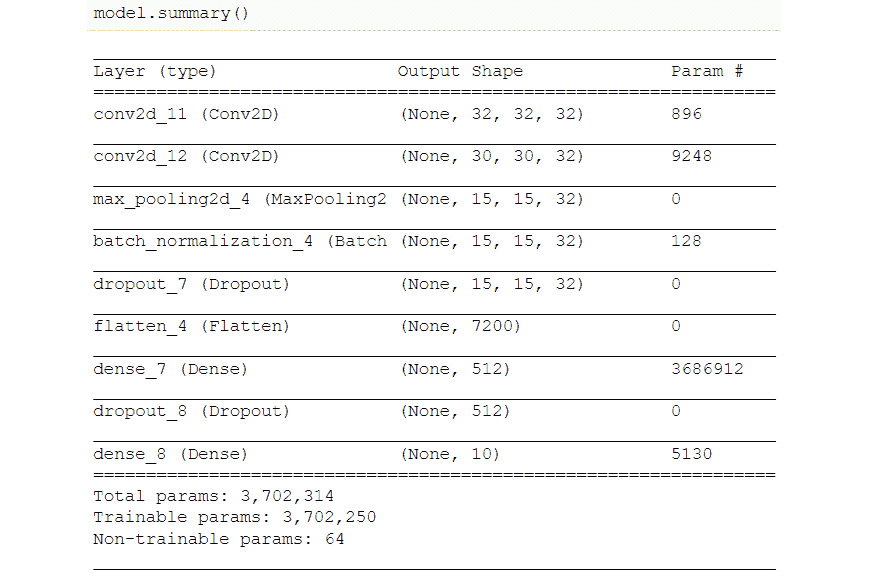 model.summary()
Layer (type) Output Shape Param #
=================================================================
conv2d_11 (Conv2D) (None, 32, 32, 32) 896
conv2d_12 (Conv2D) (None, 30, 30, 32) 9248
max_pooling2d_4 (MaxPooling2 (None, 15, 15, 32) 0
batch_normalization_4 (Batch (None, 15, 15, 32) 128
dropout_7 (Dropout) (None, 15, 15, 32) 0
flatten_4 (Flatten) (None, 7200) 0
dense_7 (Dense) (None, 512) 3686912
dropout_8 (Dropout) (None, 512) 0
dense_8 (Dense) (None, 10) 5130
=================================================================
Total params: 3,702,314
Trainable params: 3,702,250
Non-trainable params: 64